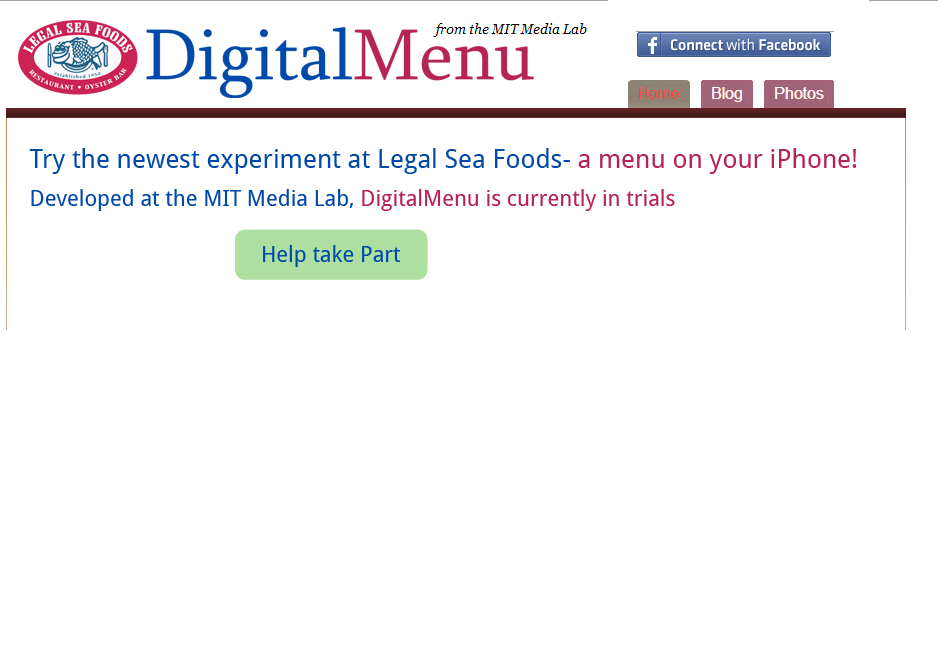 LEGAL SEA FOODS
established 1950
RESTAURANT • OYSTER BAR
DigitalMenu
from the MIT Media Lab
f Connect with Facebook
Home Blog Photos
Try the newest experiment at Legal Sea Foods- a menu on your iPhone!
Developed at the MIT Media Lab, DigitalMenu is currently in trials
Help take Part